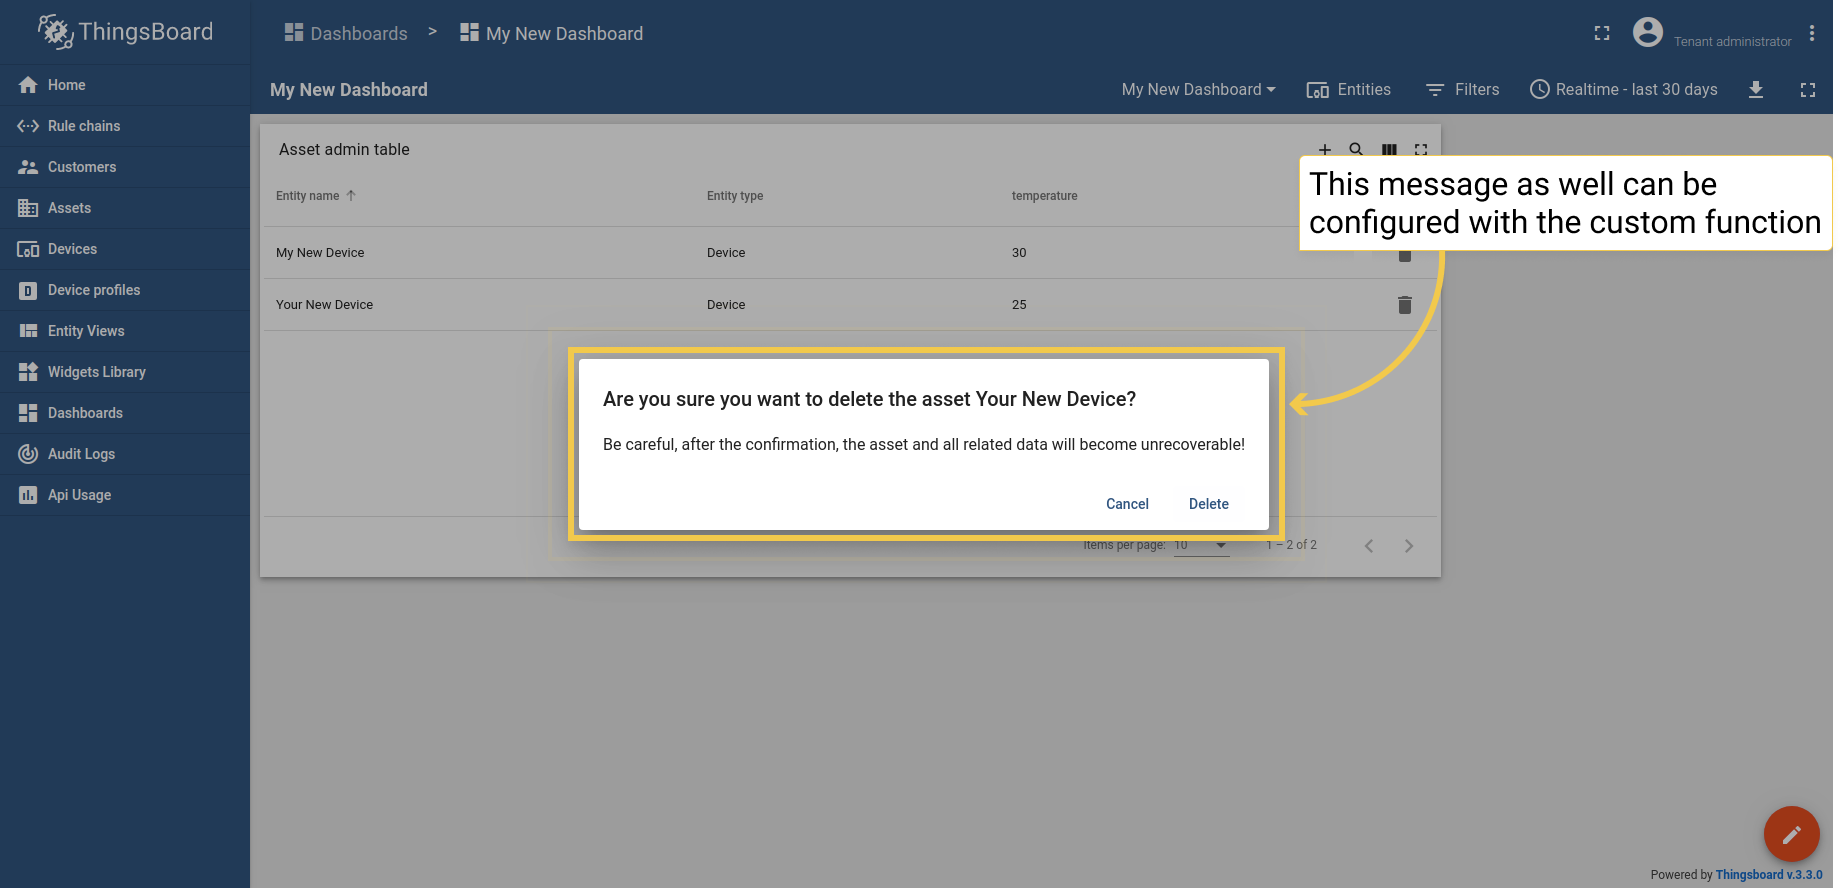 ThingsBoard
Dashboards > My New Dashboard
Tenant administrator
Home
Rule chains
Customers
Assets
Devices
Device profiles
Entity Views
Widgets Library
Dashboards
Audit Logs
Api Usage
My New Dashboard
My New Dashboard Entities Filters Realtime - last 30 days
Asset admin table
This message as well can be
configured with the custom function
Entity name Entity type temperature
My New Device Device 30
Your New Device Device 25
Are you sure you want to delete the asset Your New Device?
Be careful, after the confirmation, the asset and all related data will become unrecoverable!
Cancel Delete
Items per page: 10 1 – 2 of 2
Powered by Thingsboard v.3.3.0